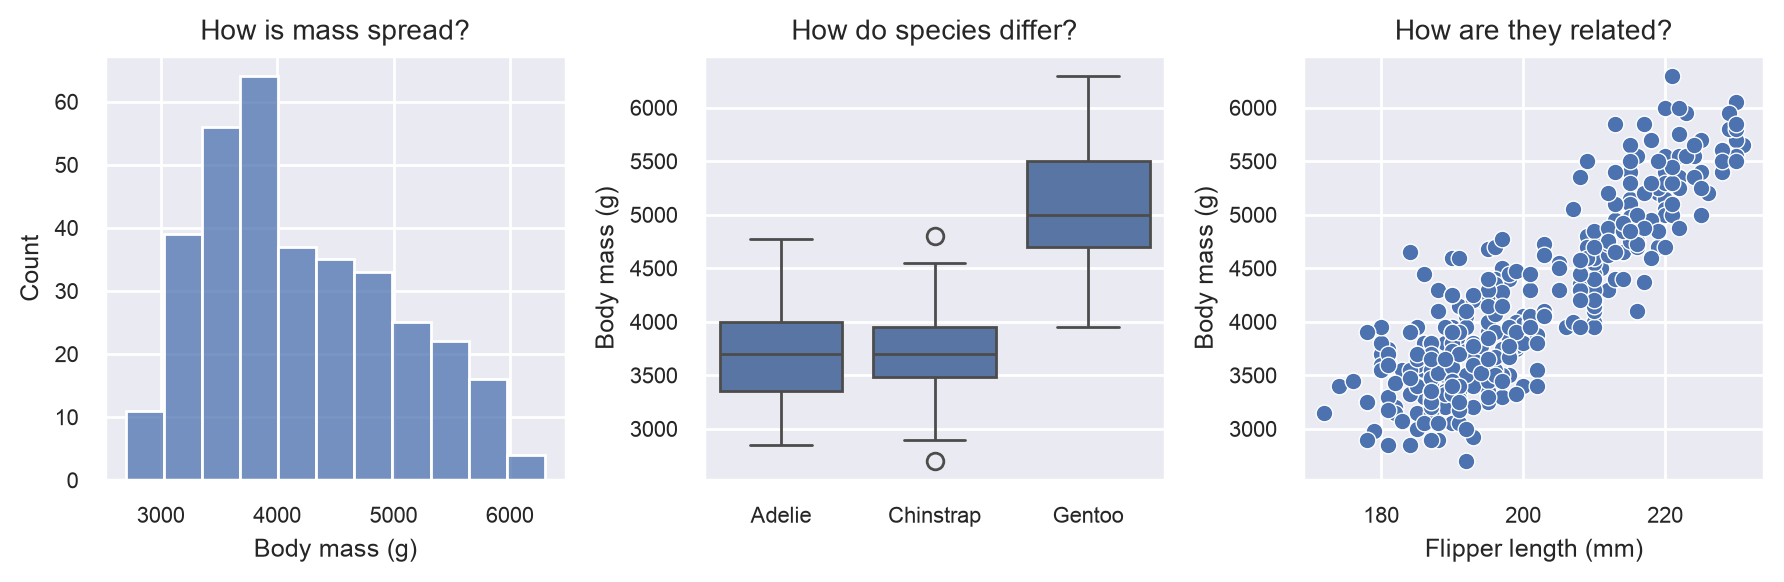 How is mass spread?
Count
60
50
40
30
20
10
0
3000 4000 5000 6000
Body mass (g)
How do species differ?
Body mass (g)
6000
5500
5000
4500
4000
3500
3000
Adelie Chinstrap Gentoo
How are they related?
Body mass (g)
6000
5500
5000
4500
4000
3500
3000
180 200 220
Flipper length (mm)